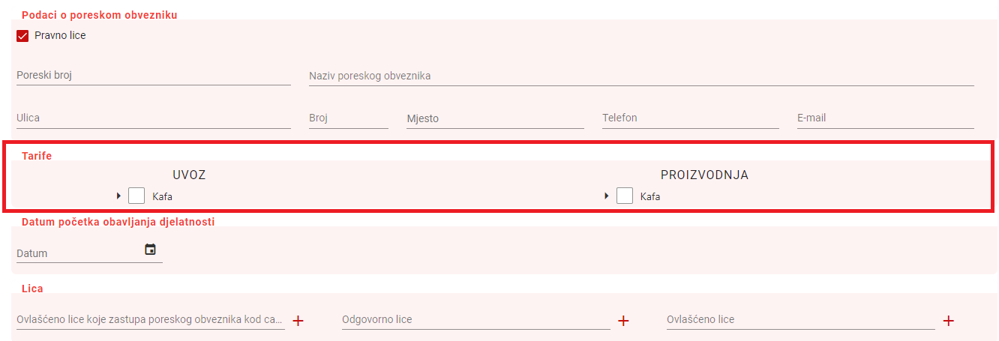 Podaci o poreskom obvezniku
Pravno lice
Poreski broj Naziv poreskog obveznika
Ulica Broj Mjesto Telefon E-mail
Tarife
UVOZ PROIZVODNJA
Kafa Kafa
Datum početka obavljanja djelatnosti
Datum
Lica
Ovlašćeno lice koje zastupa poreskog obveznika kod ca... Odgovorno lice Ovlašćeno lice